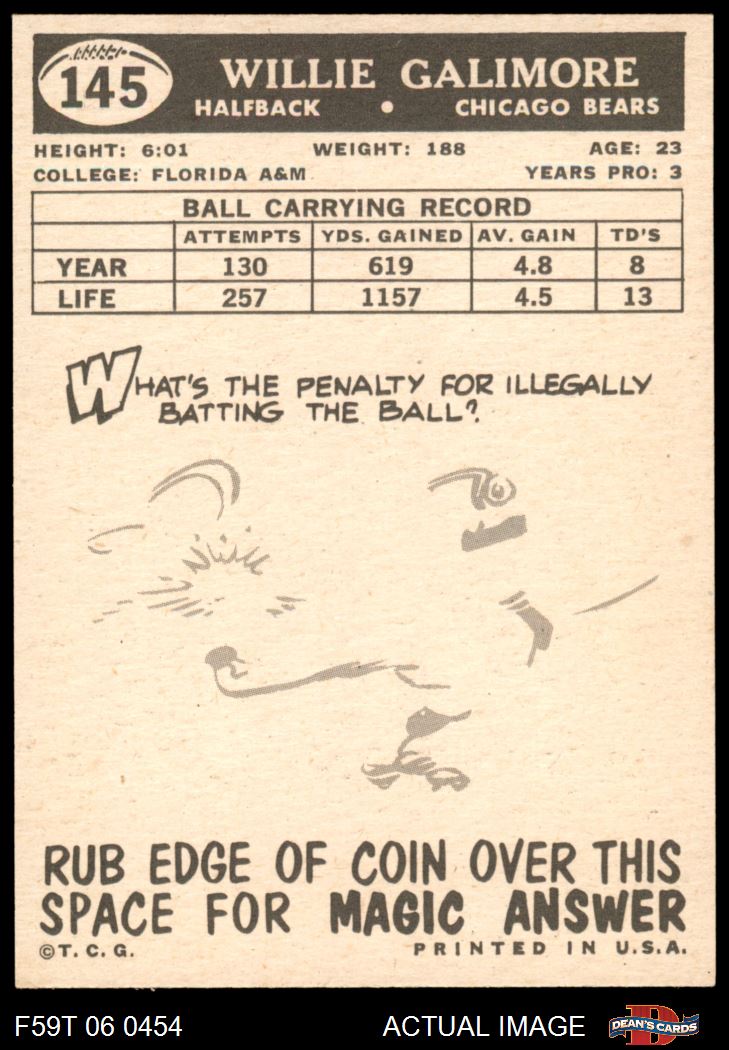 145
WILLIE GALIMORE
HALFBACK • CHICAGO BEARS
HEIGHT: 6:01 WEIGHT: 188 AGE: 23
COLLEGE: FLORIDA A&M YEARS PRO: 3
BALL CARRYING RECORD
ATTEMPTS YDS. GAINED AV. GAIN TD'S
YEAR 130 619 4.8 8
LIFE 257 1157 4.5 13
WHAT'S THE PENALTY FOR ILLEGALLY
BATTING THE BALL?
RUB EDGE OF COIN OVER THIS
SPACE FOR MAGIC ANSWER
©T. C. G. PRINTED IN U.S.A.
F59T 06 0454 ACTUAL IMAGE D DEAN'S CARDS